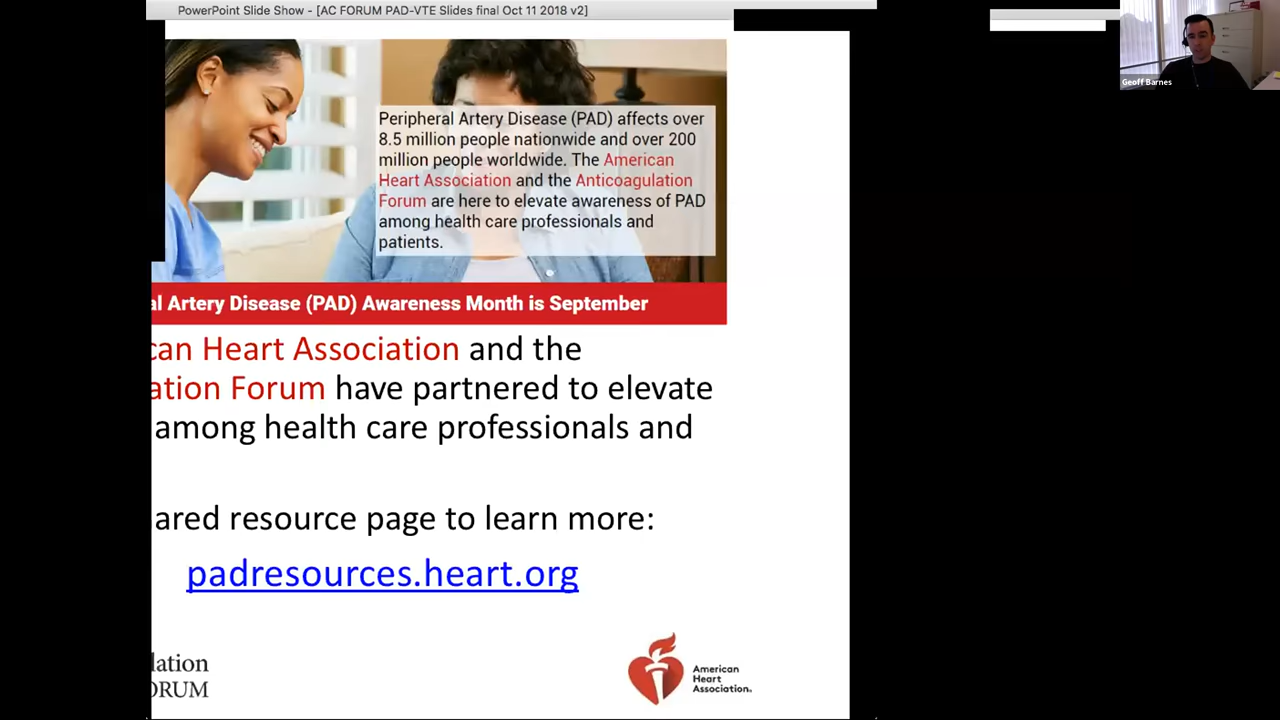 PowerPoint Slide Show - [AC FORUM PAD-VTE Slides final Oct 11 2018 v2]
Geoff Barnes
Peripheral Artery Disease (PAD) affects over
8.5 million people nationwide and over 200
million people worldwide. The American
Heart Association and the Anticoagulation
Forum are here to elevate awareness of PAD
among health care professionals and
patients.
al Artery Disease (PAD) Awareness Month is September
can Heart Association and the
ation Forum have partnered to elevate
among health care professionals and
ared resource page to learn more:
padresources.heart.org
lation
ORUM
American
Heart
Association.